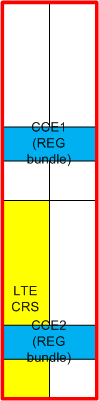 CCE1
(REG
bundle)
LTE
CRS
CCE2
(REG
bundle)